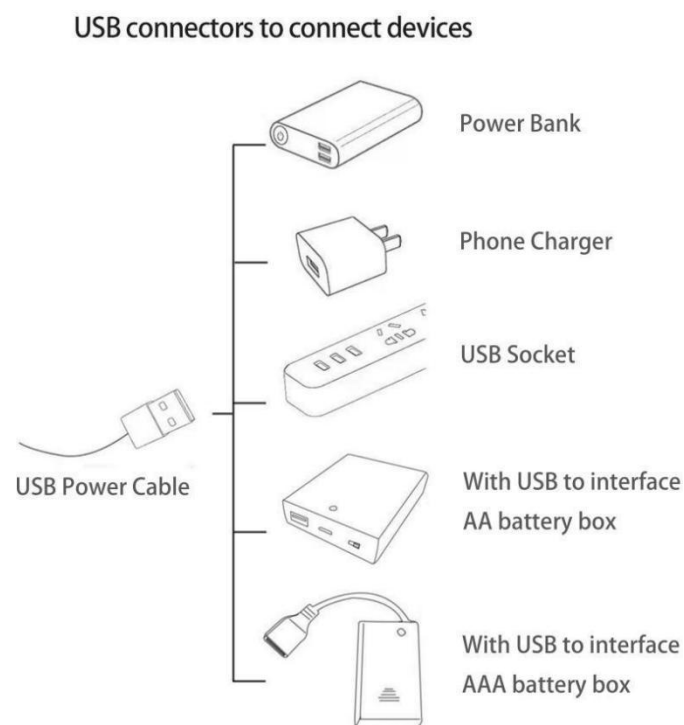 USB connectors to connect devices
Power Bank
Phone Charger
USB Socket
USB Power Cable
With USB to interface
AA battery box
With USB to interface
AAA battery box